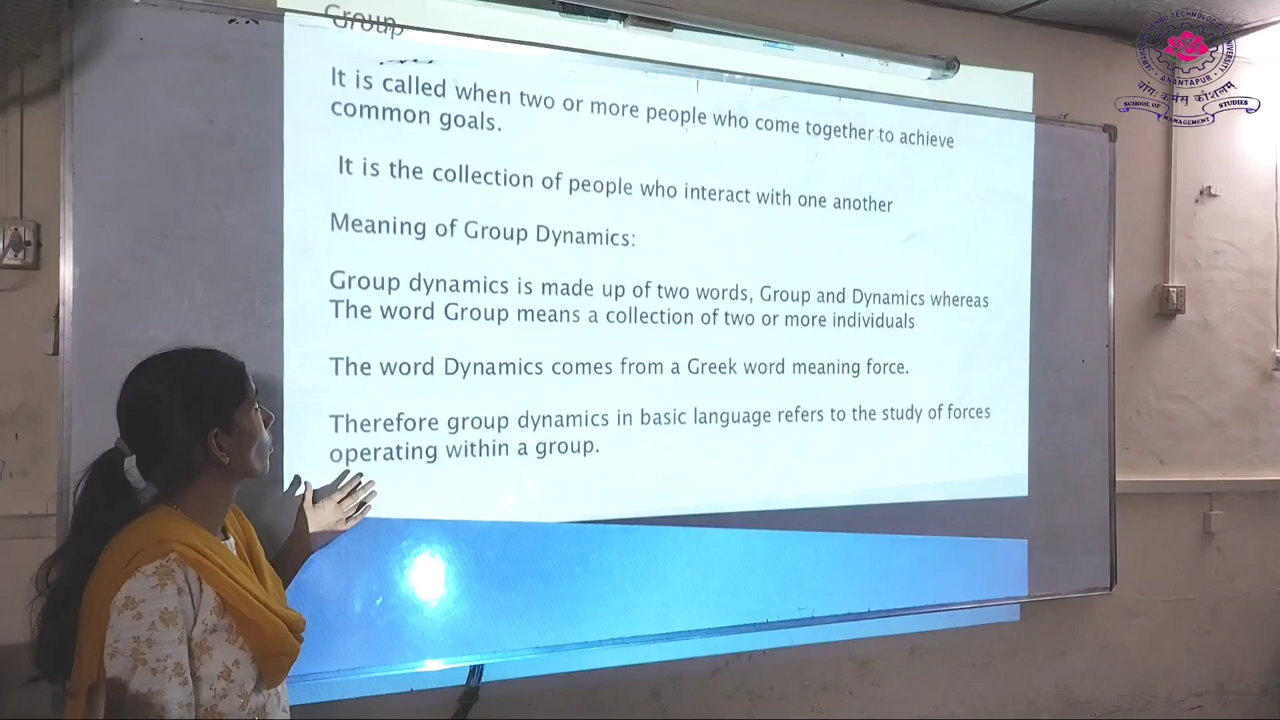 Group
It is called when two or more people who come together to achieve
common goals.
It is the collection of people who interact with one another
Meaning of Group Dynamics:
Group dynamics is made up of two words, Group and Dynamics whereas
The word Group means a collection of two or more individuals
The word Dynamics comes from a Greek word meaning force.
Therefore group dynamics in basic language refers to the study of forces
operating within a group.
ANANTAPUR
योगः कर्मसु कौशलम्
SCHOOL OF MANAGEMENT STUDIES